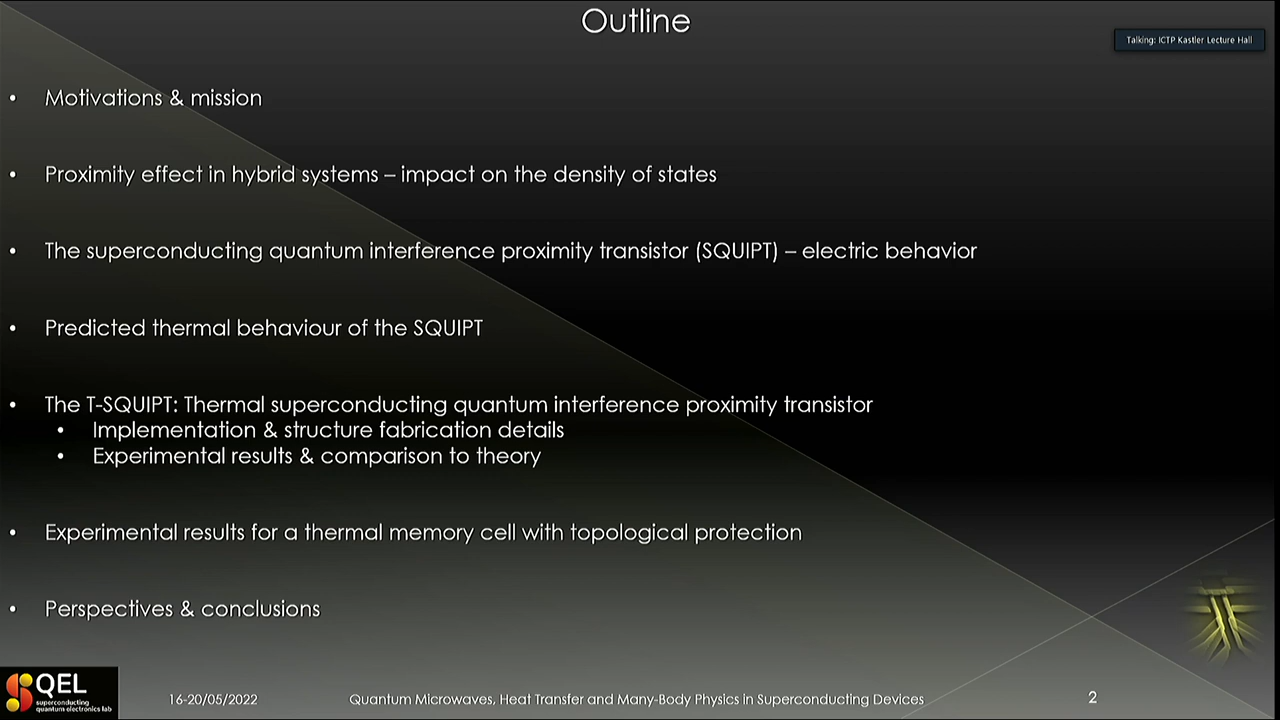 Outline
Talking: ICTP Kastler Lecture Hall
• Motivations & mission
• Proximity effect in hybrid systems – impact on the density of states
• The superconducting quantum interference proximity transistor (SQUIPT) – electric behavior
• Predicted thermal behaviour of the SQUIPT
• The T-SQUIPT: Thermal superconducting quantum interference proximity transistor
• Implementation & structure fabrication details
• Experimental results & comparison to theory
• Experimental results for a thermal memory cell with topological protection
• Perspectives & conclusions
SQEL
superconducting
quantum electronics lab
16-20/05/2022
Quantum Microwaves, Heat Transfer and Many-Body Physics in Superconducting Devices
2